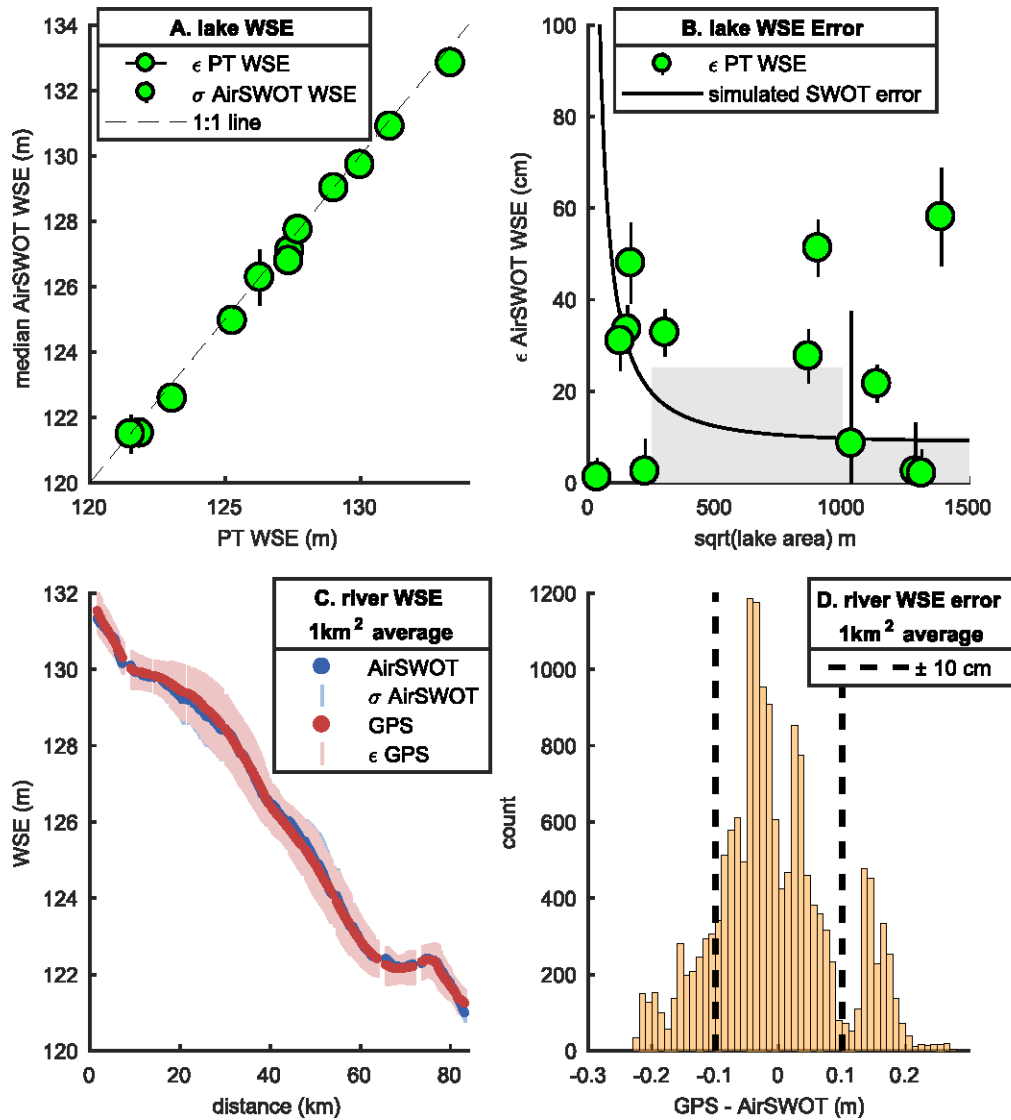 A. lake WSE
ϵ PT WSE
σ AirSWOT WSE
1:1 line
median AirSWOT WSE (m)
134
132
130
128
126
124
122
120
120
125
130
PT WSE (m)
B. lake WSE Error
ϵ PT WSE
simulated SWOT error
ϵ AirSWOT WSE (cm)
100
80
60
40
20
0
0
500
1000
1500
sqrt(lake area) m
C. river WSE
1km² average
AirSWOT
σ AirSWOT
GPS
ϵ GPS
WSE (m)
132
130
128
126
124
122
120
0
20
40
60
80
distance (km)
D. river WSE error
1km² average
± 10 cm
count
1200
1000
800
600
400
200
0
-0.3
-0.2
-0.1
0
0.1
0.2
GPS - AirSWOT (m)